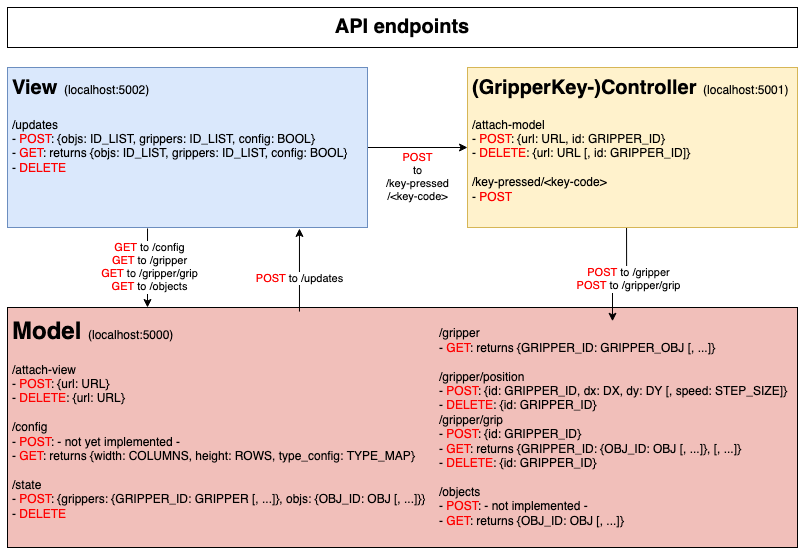 API endpoints
View (localhost:5002)
/updates
- POST: {objs: ID_LIST, grippers: ID_LIST, config: BOOL}
- GET: returns {objs: ID_LIST, grippers: ID_LIST, config: BOOL}
- DELETE
POST
to
/key-pressed
/<key-code>
(GripperKey-)Controller (localhost:5001)
/attach-model
- POST: {url: URL, id: GRIPPER_ID}
- DELETE: {url: URL [, id: GRIPPER_ID]}
/key-pressed/<key-code>
- POST
GET to /config
GET to /gripper
GET to /gripper/grip
GET to /objects
POST to /updates
POST to /gripper
POST to /gripper/grip
Model (localhost:5000)
/attach-view
- POST: {url: URL}
- DELETE: {url: URL}
/config
- POST: - not yet implemented -
- GET: returns {width: COLUMNS, height: ROWS, type_config: TYPE_MAP}
/state
- POST: {grippers: {GRIPPER_ID: GRIPPER [, ...]}, objs: {OBJ_ID: OBJ [, ...]}}
- DELETE
/gripper
- GET: returns {GRIPPER_ID: GRIPPER_OBJ [, ...]}
/gripper/position
- POST: {id: GRIPPER_ID, dx: DX, dy: DY [, speed: STEP_SIZE]}
- DELETE: {id: GRIPPER_ID}
/gripper/grip
- POST: {id: GRIPPER_ID}
- GET: returns {GRIPPER_ID: {OBJ_ID: OBJ [, ...]}, [, ...]}
- DELETE: {id: GRIPPER_ID}
/objects
- POST: - not implemented -
- GET: returns {OBJ_ID: OBJ [, ...]}